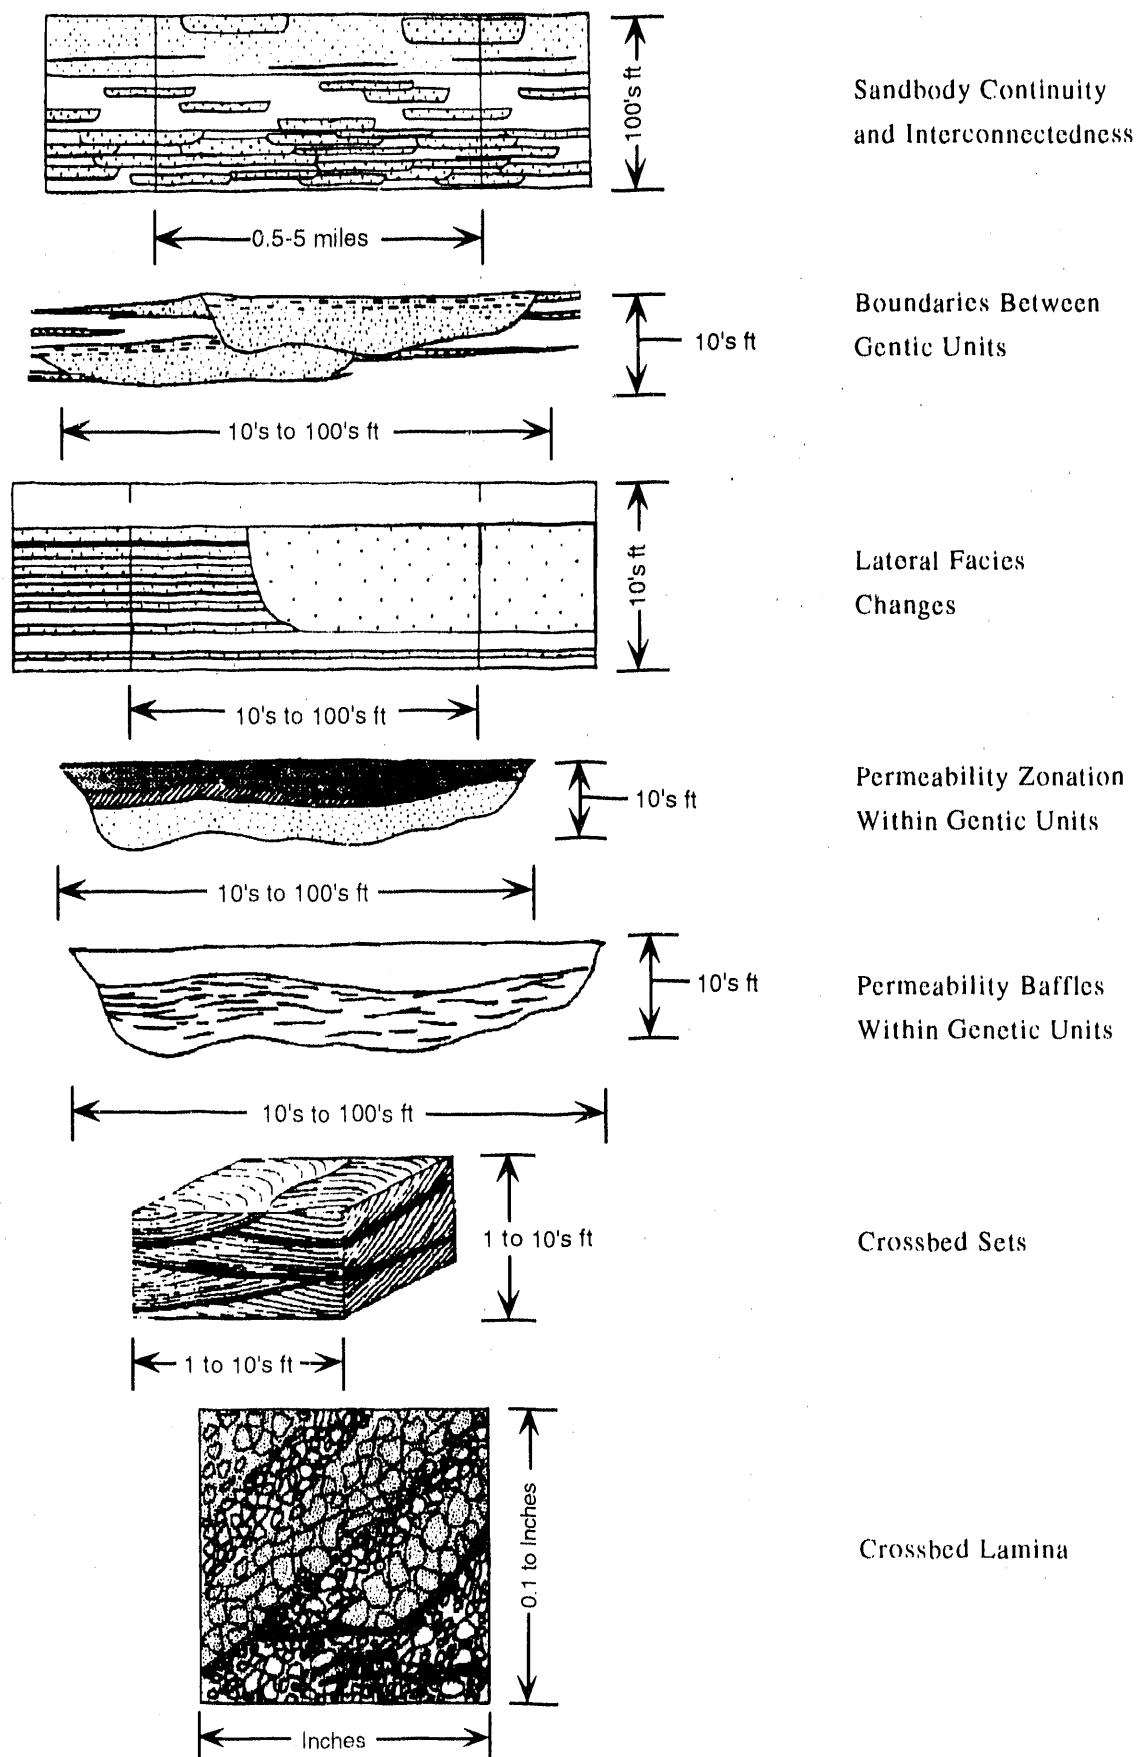 100's ft
Sandbody Continuity
and Interconnectedness
0.5-5 miles
Boundaries Between
Gentic Units
10's ft
10's to 100's ft
10's ft
Lateral Facies
Changes
10's to 100's ft
10's ft
Permeability Zonation
Within Gentic Units
10's to 100's ft
10's ft
Permeability Baffles
Within Genetic Units
10's to 100's ft
1 to 10's ft
Crossbed Sets
1 to 10's ft
0.1 to Inches
Crossbed Lamina
Inches